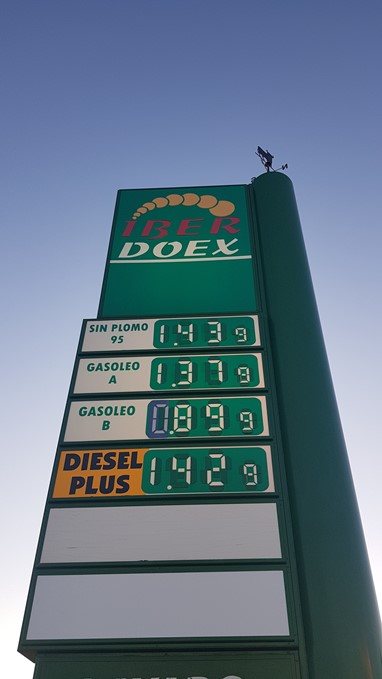 IBER
DOEX
SIN PLOMO
95
1.439
GASOLEO
A
1.379
GASOLEO
B
0.899
DIESEL
PLUS
1.429